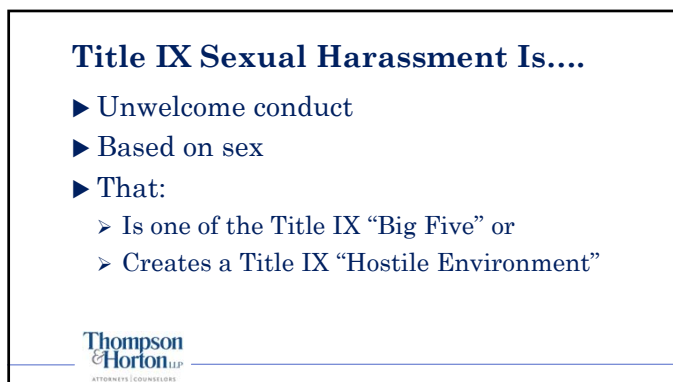 Title IX Sexual Harassment Is….
▶ Unwelcome conduct
▶ Based on sex
▶ That:
➢ Is one of the Title IX “Big Five” or
➢ Creates a Title IX “Hostile Environment”
Thompson
&Horton LLP
ATTORNEYS | COUNSELORS